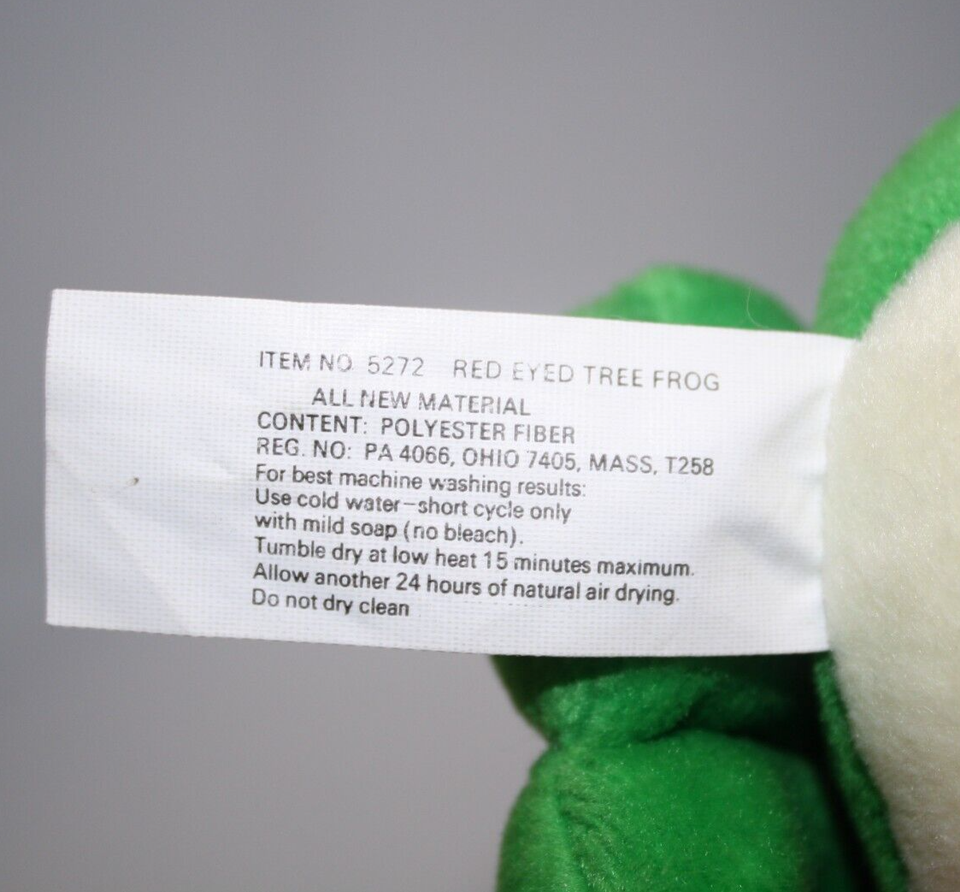 ITEM NO. 5272 RED EYED TREE FROG
ALL NEW MATERIAL
CONTENT: POLYESTER FIBER
REG. NO: PA 4066, OHIO 7405, MASS, T258
For best machine washing results:
Use cold water-short cycle only
with mild soap (no bleach).
Tumble dry at low heat 15 minutes maximum.
Allow another 24 hours of natural air drying.
Do not dry clean